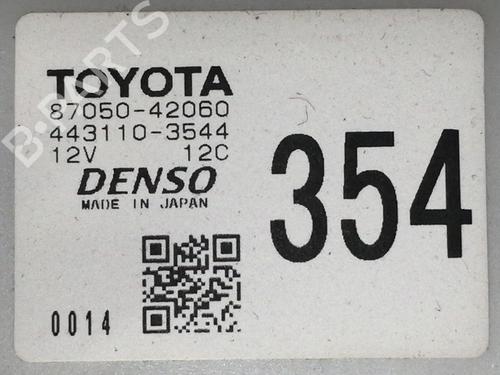 TOYOTA
87050-42060
443110-3544
12V 12C
DENSO
MADE IN JAPAN
354
0014
B-PARTS